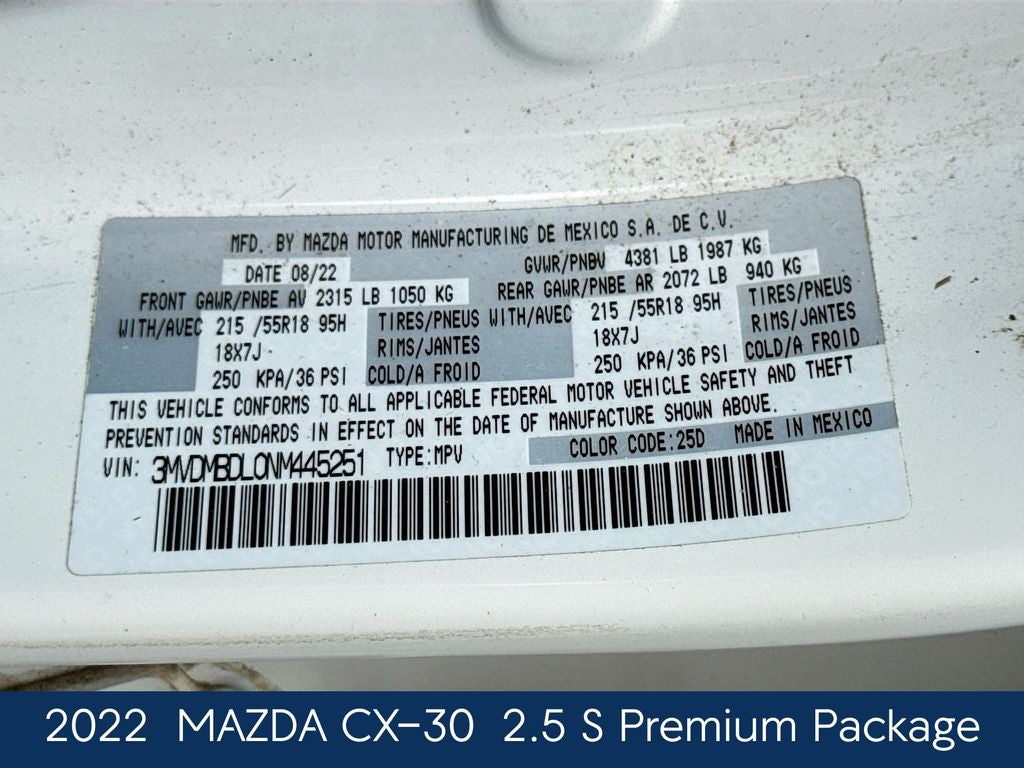 MFD. BY MAZDA MOTOR MANUFACTURING DE MEXICO S.A. DE C.V.
DATE 08/22 GVWR/PNBV 4381 LB 1987 KG
FRONT GAWR/PNBE AV 2315 LB 1050 KG REAR GAWR/PNBE AR 2072 LB 940 KG
WITH/AVEC 215 /55R18 95H TIRES/PNEUS WITH/AVEC 215 /55R18 95H TIRES/PNEUS
18X7J RIMS/JANTES 18X7J RIMS/JANTES
250 KPA/36 PSI COLD/A FROID 250 KPA/36 PSI COLD/A FROID
THIS VEHICLE CONFORMS TO ALL APPLICABLE FEDERAL MOTOR VEHICLE SAFETY AND THEFT
PREVENTION STANDARDS IN EFFECT ON THE DATE OF MANUFACTURE SHOWN ABOVE.
VIN: 3MVDMBDL0NM445251 TYPE:MPV COLOR CODE:25D MADE IN MEXICO
2022 MAZDA CX-30 2.5 S Premium Package